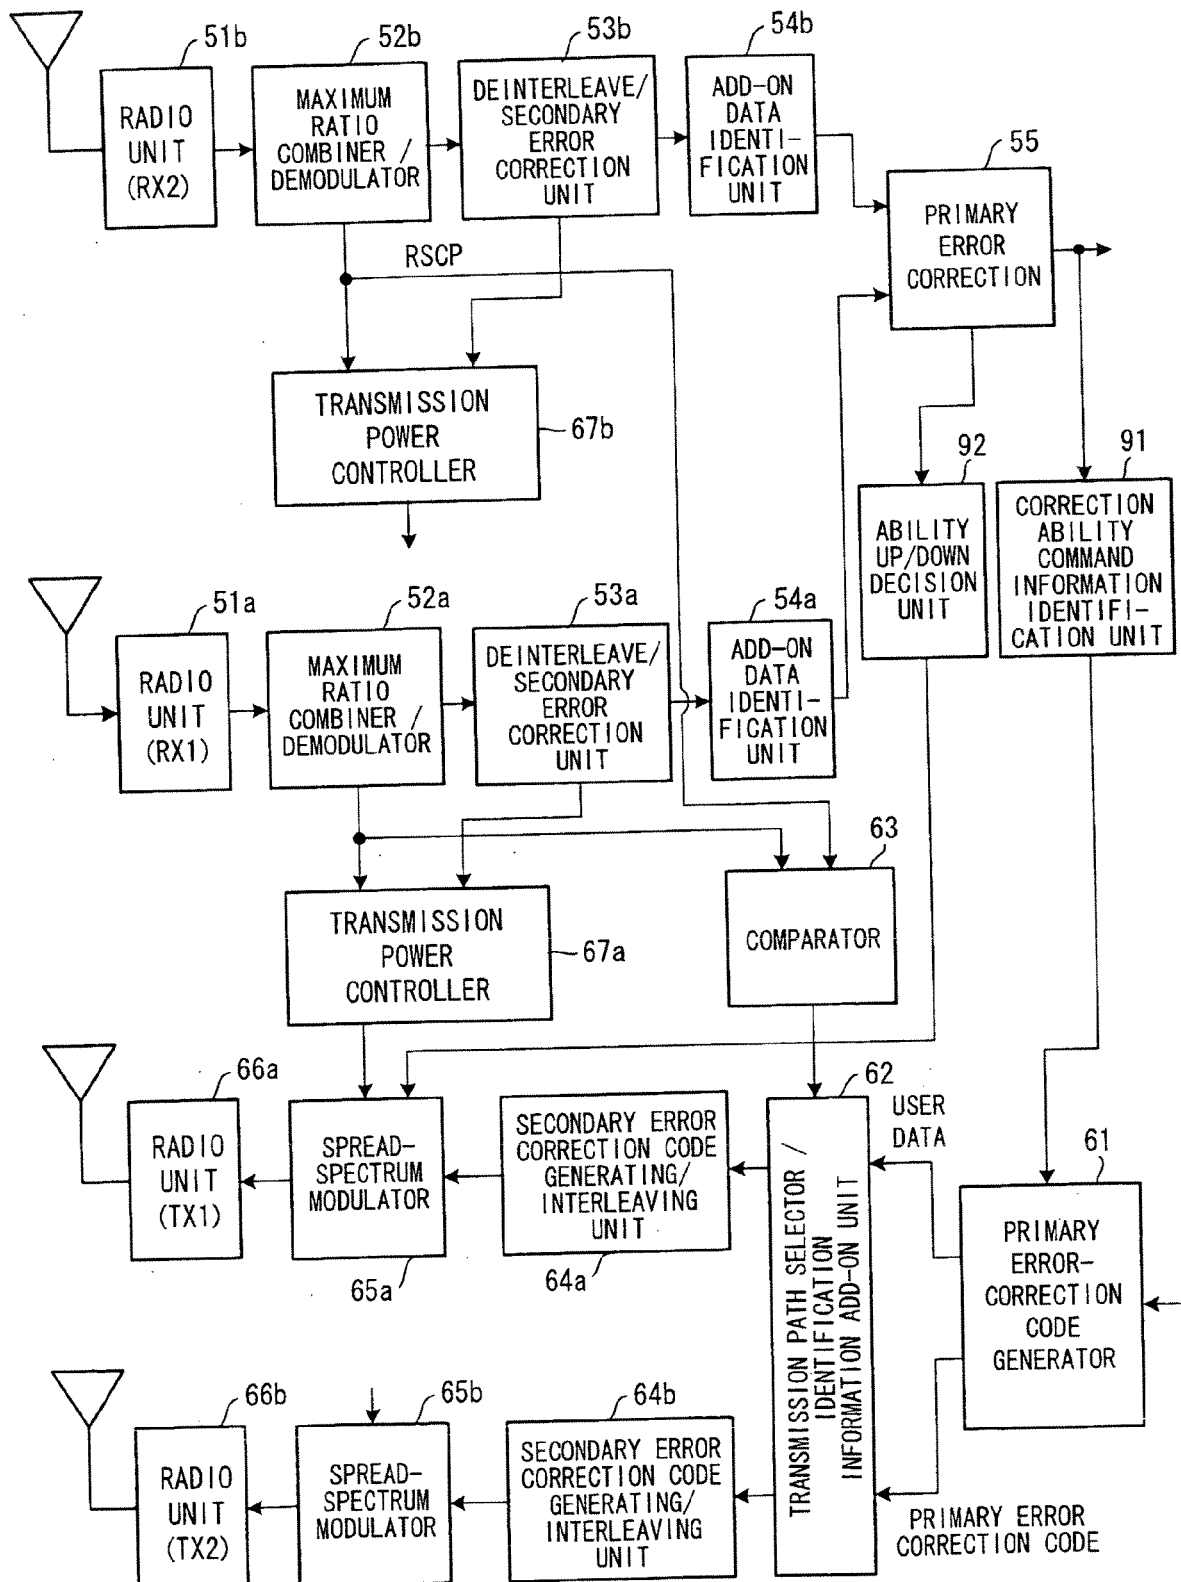 51b
52b
53b
54b
RADIO
UNIT
(RX2)
MAXIMUM
RATIO
COMBINER /
DEMODULATOR
DEINTERLEAVE/
SECONDARY
ERROR
CORRECTION
UNIT
ADD-ON
DATA
IDENTI-
FICATION
UNIT
55
PRIMARY
ERROR
CORRECTION
RSCP
TRANSMISSION
POWER
CONTROLLER
67b
92
91
ABILITY
UP/DOWN
DECISION
UNIT
CORRECTION
ABILITY
COMMAND
INFORMATION
IDENTIFI-
CATION UNIT
51a
52a
53a
54a
RADIO
UNIT
(RX1)
MAXIMUM
RATIO
COMBINER /
DEMODULATOR
DEINTERLEAVE/
SECONDARY
ERROR
CORRECTION
UNIT
ADD-ON
DATA
IDENTI-
FICATION
UNIT
63
TRANSMISSION
POWER
CONTROLLER
67a
COMPARATOR
66a
62
USER
DATA
61
RADIO
UNIT
(TX1)
SPREAD-
SPECTRUM
MODULATOR
65a
SECONDARY ERROR
CORRECTION CODE
GENERATING/
INTERLEAVING
UNIT
64a
TRANSMISSION PATH SELECTOR /
IDENTIFICATION
INFORMATION ADD-ON UNIT
PRIMARY
ERROR-
CORRECTION
CODE
GENERATOR
66b
65b
64b
RADIO
UNIT
(TX2)
SPREAD-
SPECTRUM
MODULATOR
SECONDARY ERROR
CORRECTION CODE
GENERATING/
INTERLEAVING
UNIT
PRIMARY ERROR
CORRECTION CODE